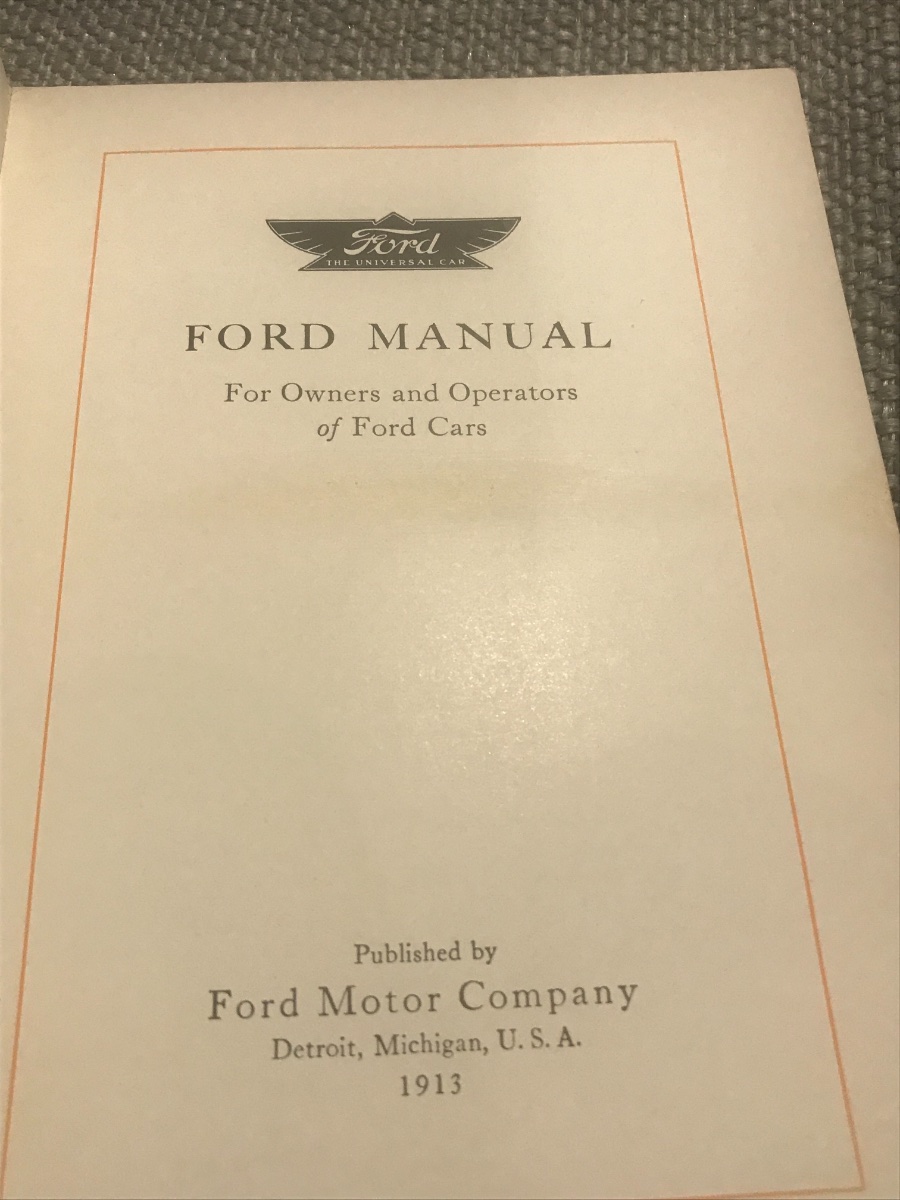 Ford
THE UNIVERSAL CAR
FORD MANUAL
For Owners and Operators
of Ford Cars
Published by
Ford Motor Company
Detroit, Michigan, U. S. A.
1913